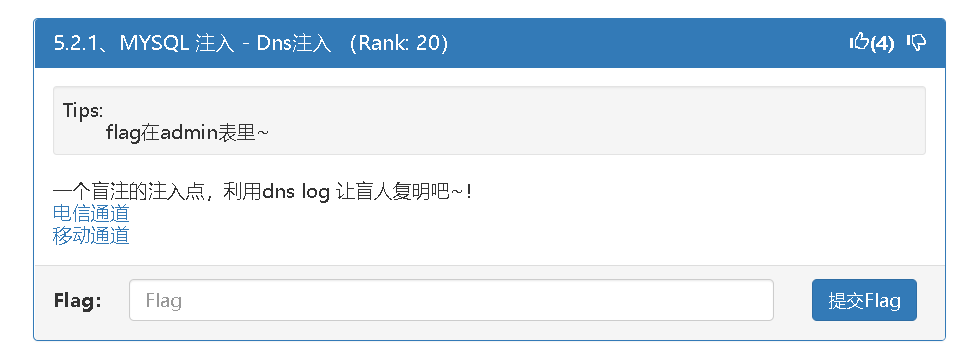 5.2.1、MYSQL 注入 - Dns注入 （Rank: 20）
(4)
Tips:
flag在admin表里~
一个盲注的注入点，利用dns log 让盲人复明吧~！
电信通道
移动通道
Flag:
Flag
提交Flag